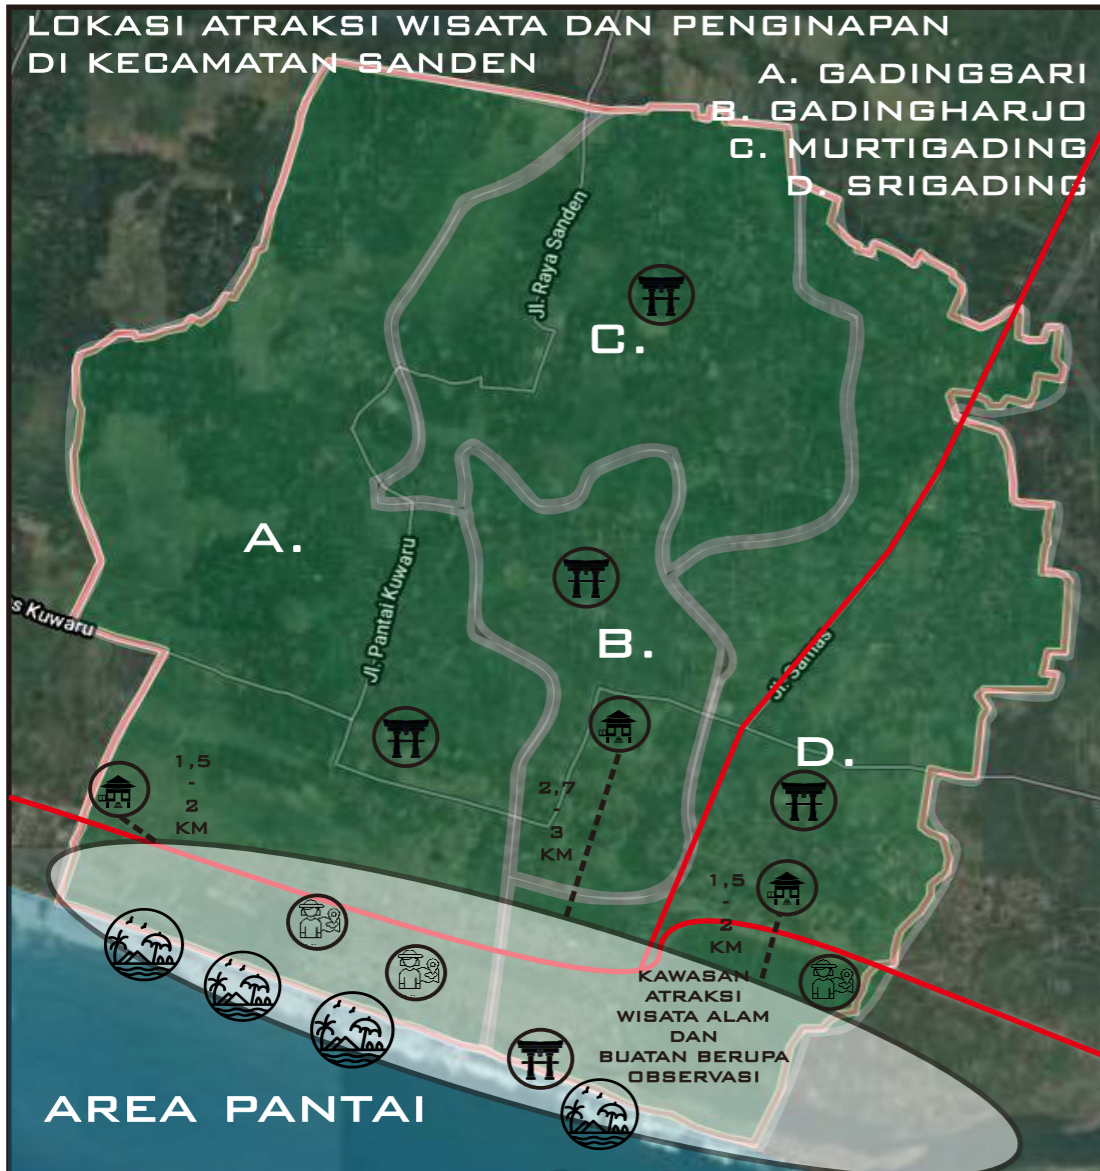 LOKASI ATRAKSI WISATA DAN PENGINAPAN
DI KECAMATAN SANDEN
A. GADINGSARI
B. GADINGHARJO
C. MURTIGADING
D. SRIGADING
Jl. Raya Sanden
C.
A.
Jl. Pantai Kuwaru
s Kuwaru
B.
Jl. Samas
D.
1,5
-
2
KM
2,7
-
3
KM
1,5
-
2
KM
KAWASAN
ATRAKSI
WISATA ALAM
DAN
BUATAN BERUPA
OBSERVASI
AREA PANTAI